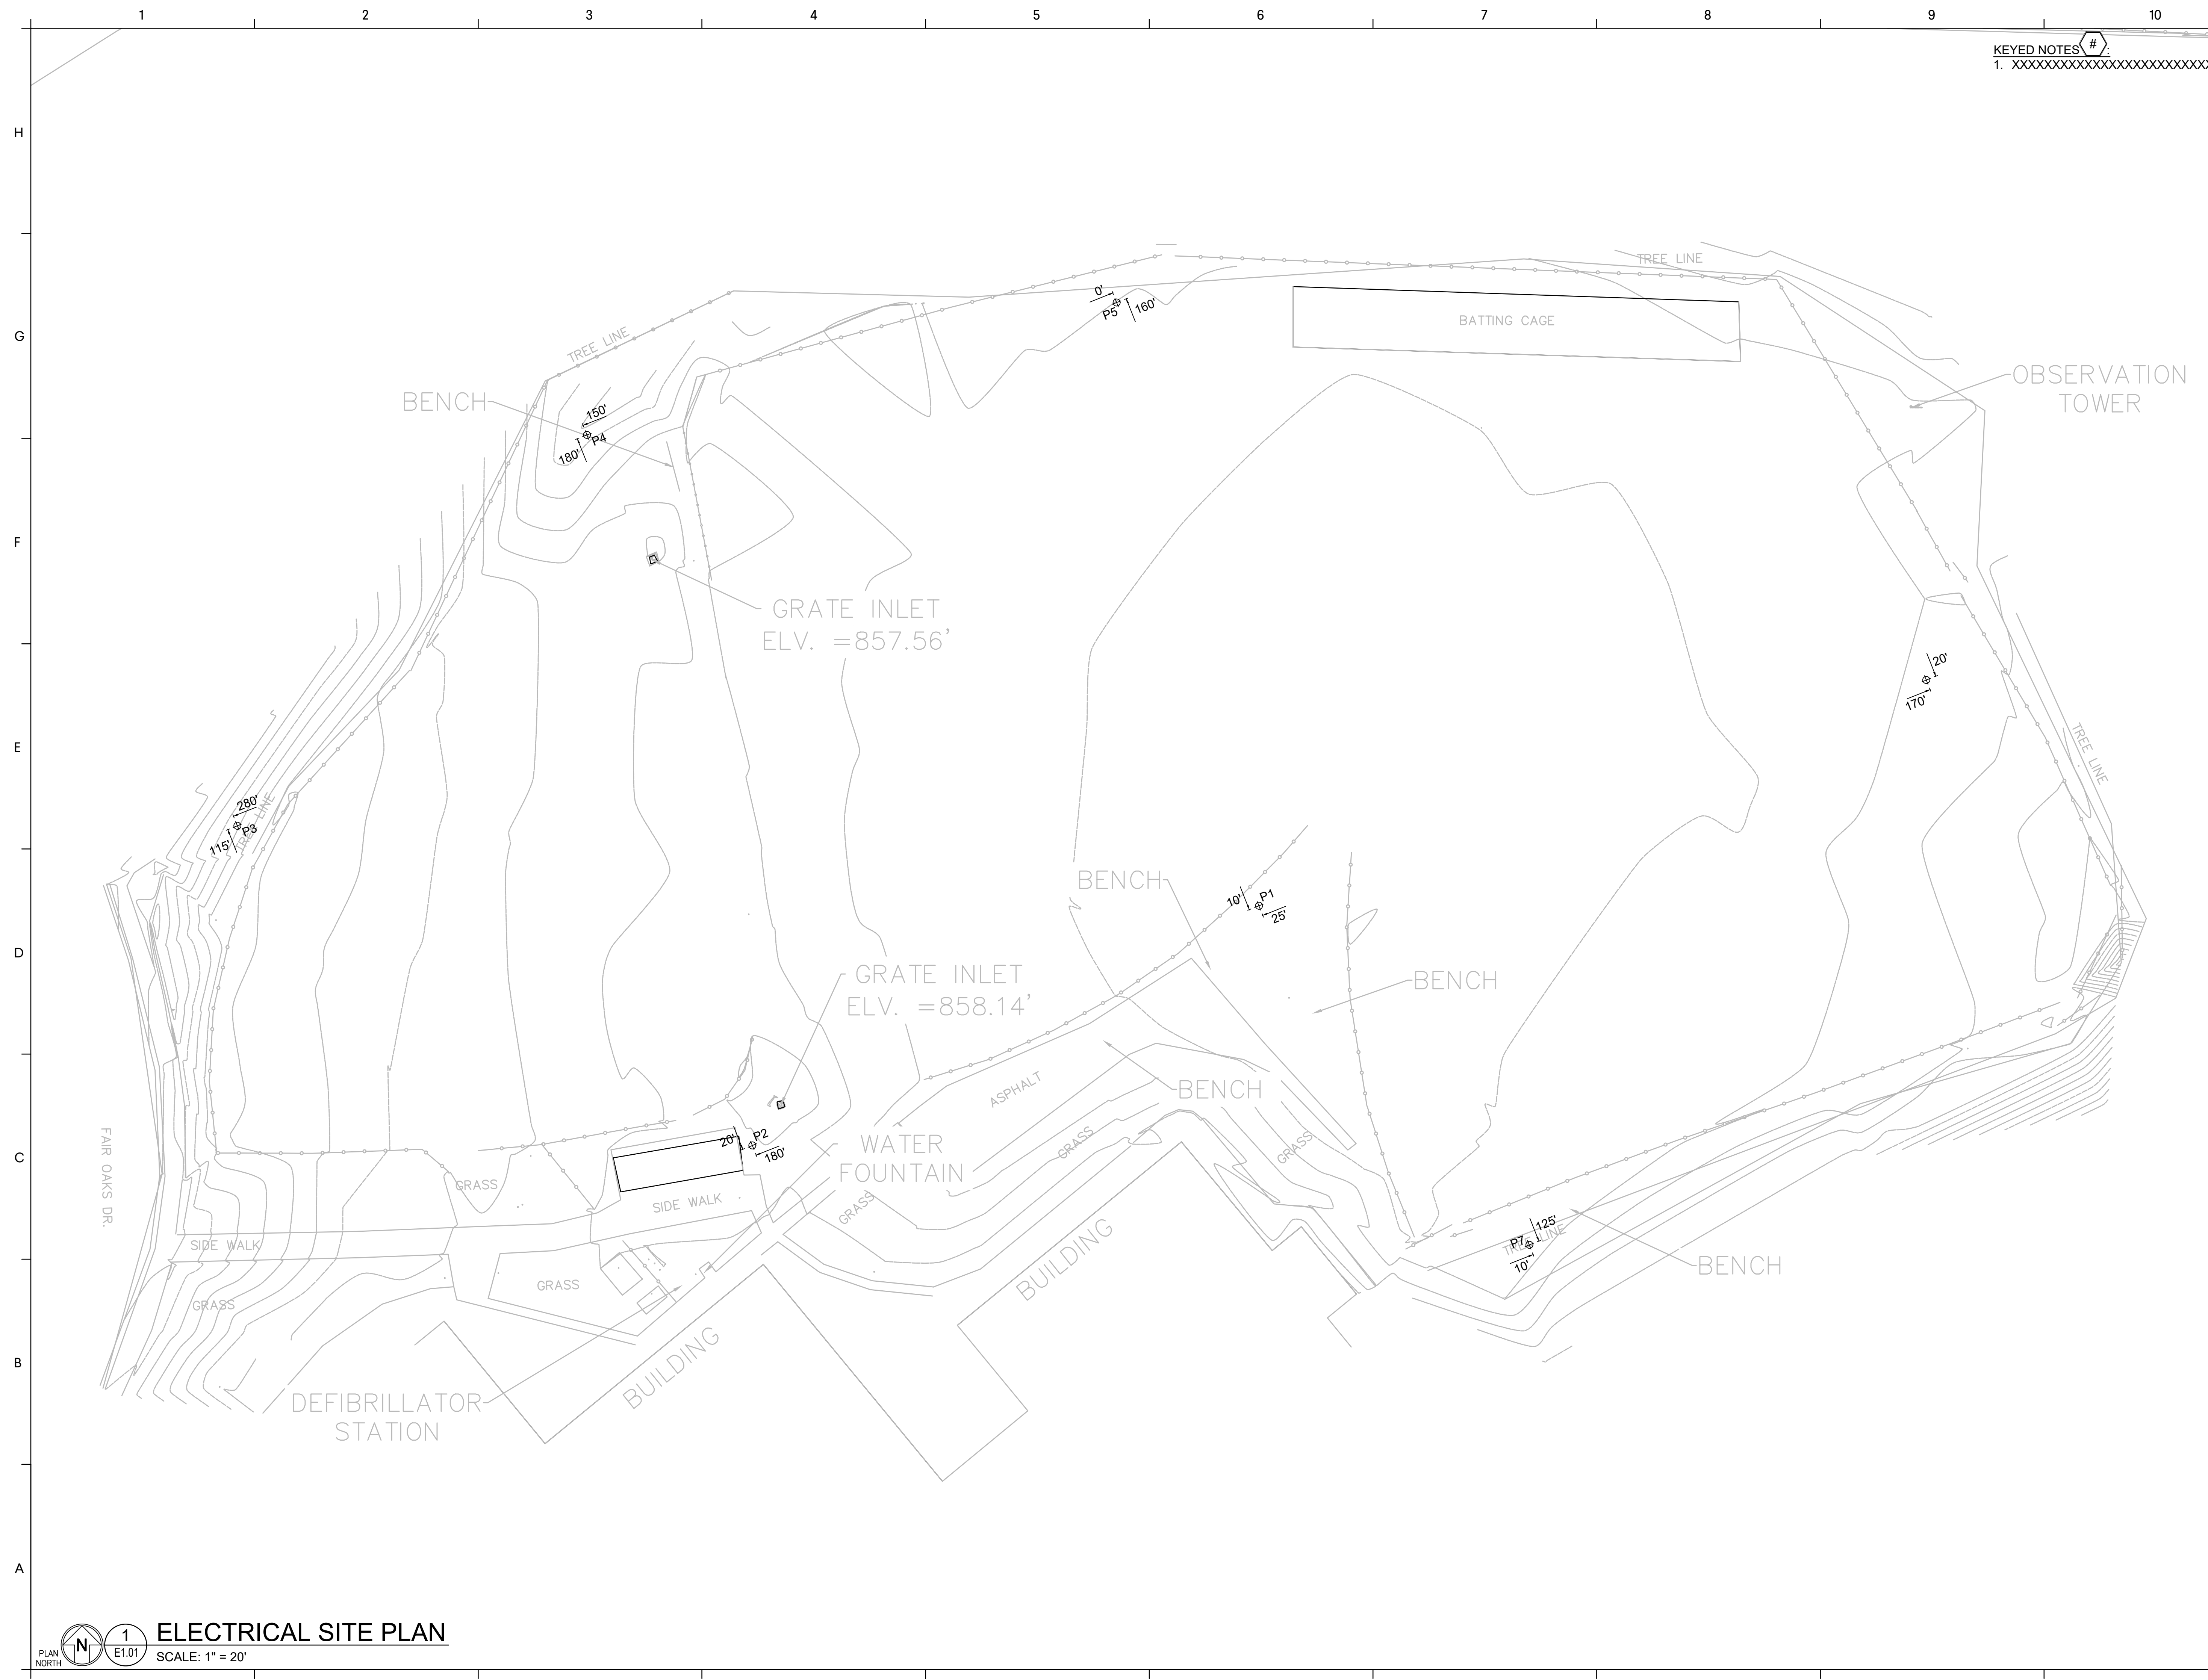 1 2 3 4 5 6 7 8 9 10
KEYED NOTES # :
H
TREE LINE
0'
P5
160'
TREE LINE
G
BATTING CAGE
OBSERVATION
TOWER
BENCH
150'
P4
180'
F
GRATE INLET
ELV. =857.56'
20'
170'
E
TREE LINE
280'
P3
TREE LINE
115'
BENCH
10'
P1
25'
D
GRATE INLET
ELV. =858.14'
BENCH
ASPHALT
BENCH
FAIR OAKS DR.
C
20'
P2
180'
WATER
FOUNTAIN
GRASS
GRASS
GRASS
SIDE WALK
GRASS
SIDE WALK
P7
125'
TREE LINE
10'
BENCH
GRASS
GRASS
BUILDING
B
BUILDING
DEFIBRILLATOR
STATION
A
PLAN
NORTH
N
1
E1.01
ELECTRICAL SITE PLAN
SCALE: 1" = 20'